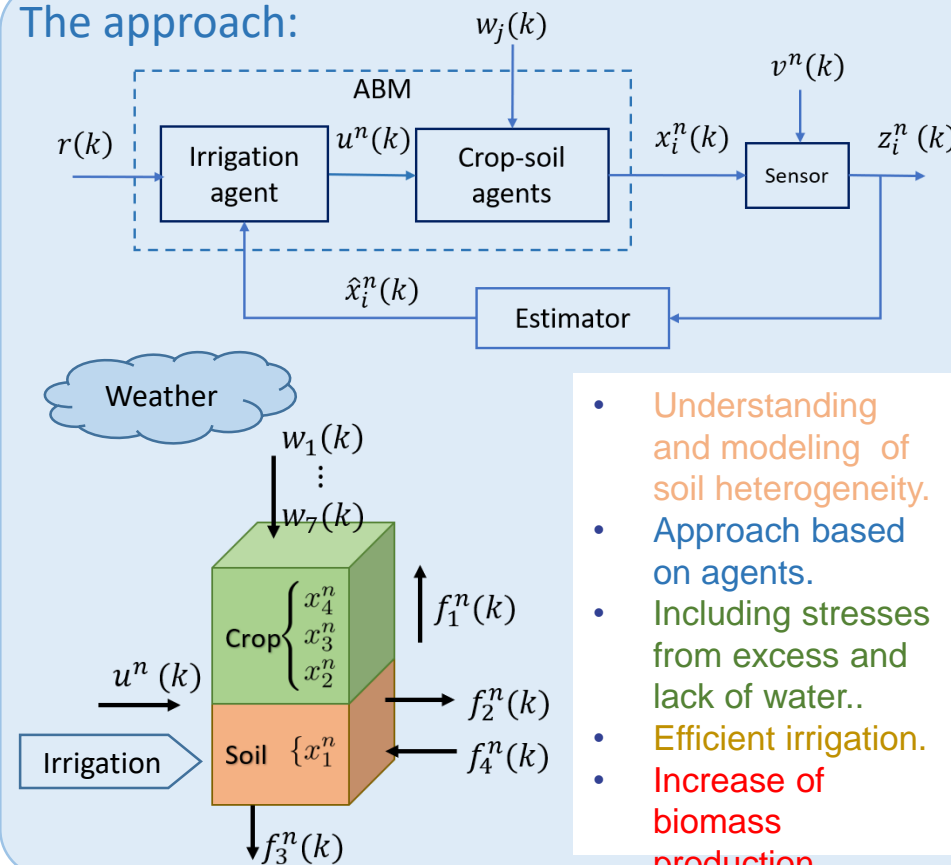 The approach:
w_j(k)
v^n(k)
ABM
r(k)
Irrigation
agent
u^n(k)
Crop-soil
agents
x_i^n(k)
Sensor
z_i^n (k)
x̂_i^n(k)
Estimator
Weather
w_1(k)
⋮
w_7(k)
Crop { x_4^n
x_3^n
x_2^n
f_1^n(k)
u^n (k)
f_2^n(k)
Irrigation
Soil {x_1^n
f_4^n(k)
f_3^n(k)
• Understanding
and modeling of
soil heterogeneity.
• Approach based
on agents.
• Including stresses
from excess and
lack of water..
• Efficient irrigation.
• Increase of
biomass
production